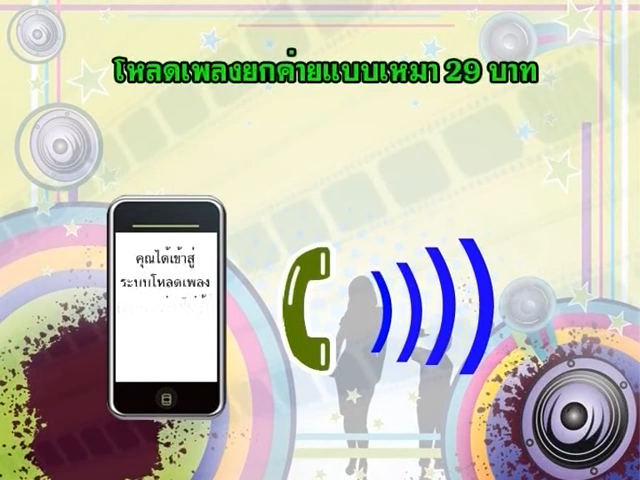 โหลดเพลงยกค่ายแบบเหมา 29 บาท
คุณได้เข้าสู่
ระบบโหลดเพลง